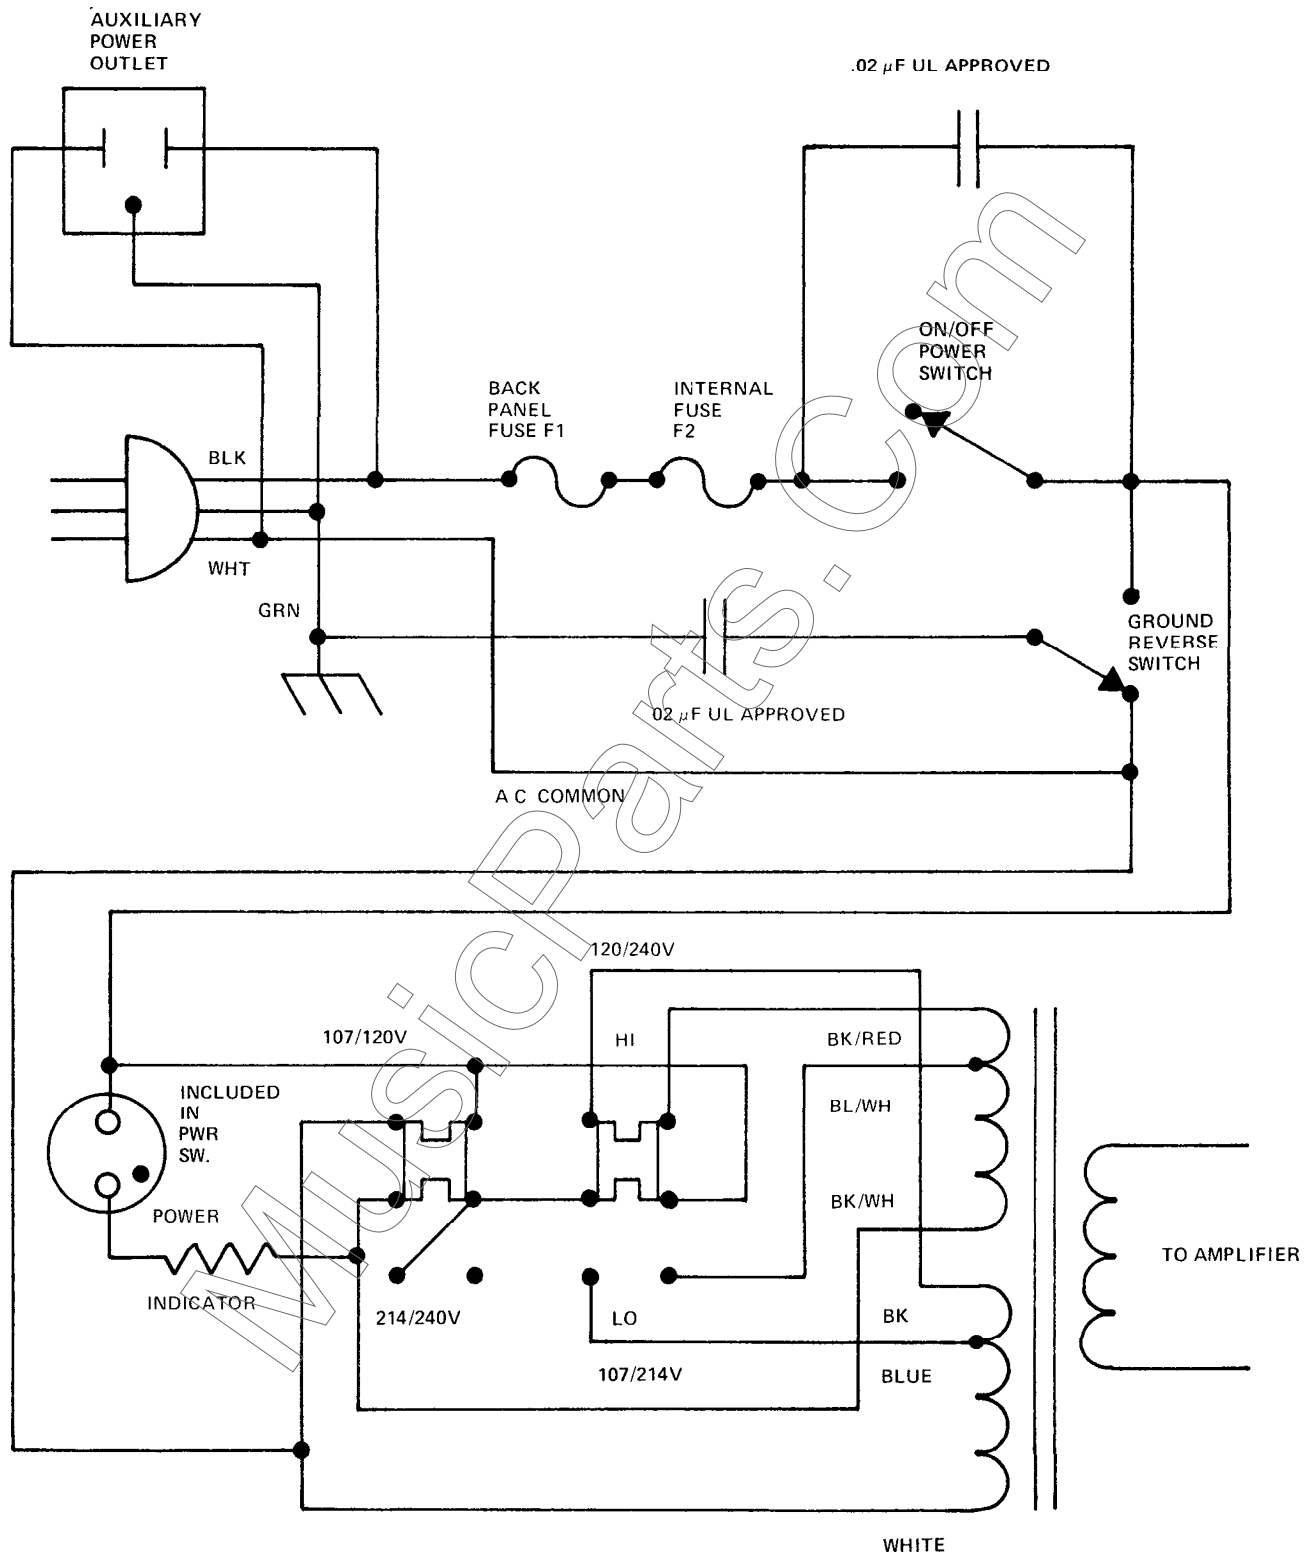 AUXILIARY
POWER
OUTLET
.02 µF UL APPROVED
ON/OFF
POWER
SWITCH
BACK
PANEL
FUSE F1
INTERNAL
FUSE
F2
BLK
WHT
GRN
GROUND
REVERSE
SWITCH
02 µF UL APPROVED
A C COMMON
120/240V
107/120V
HI
BK/RED
INCLUDED
IN
PWR
SW.
BL/WH
BK/WH
POWER
INDICATOR
TO AMPLIFIER
214/240V
LO
BK
107/214V
BLUE
WHITE
MusicParts.Com